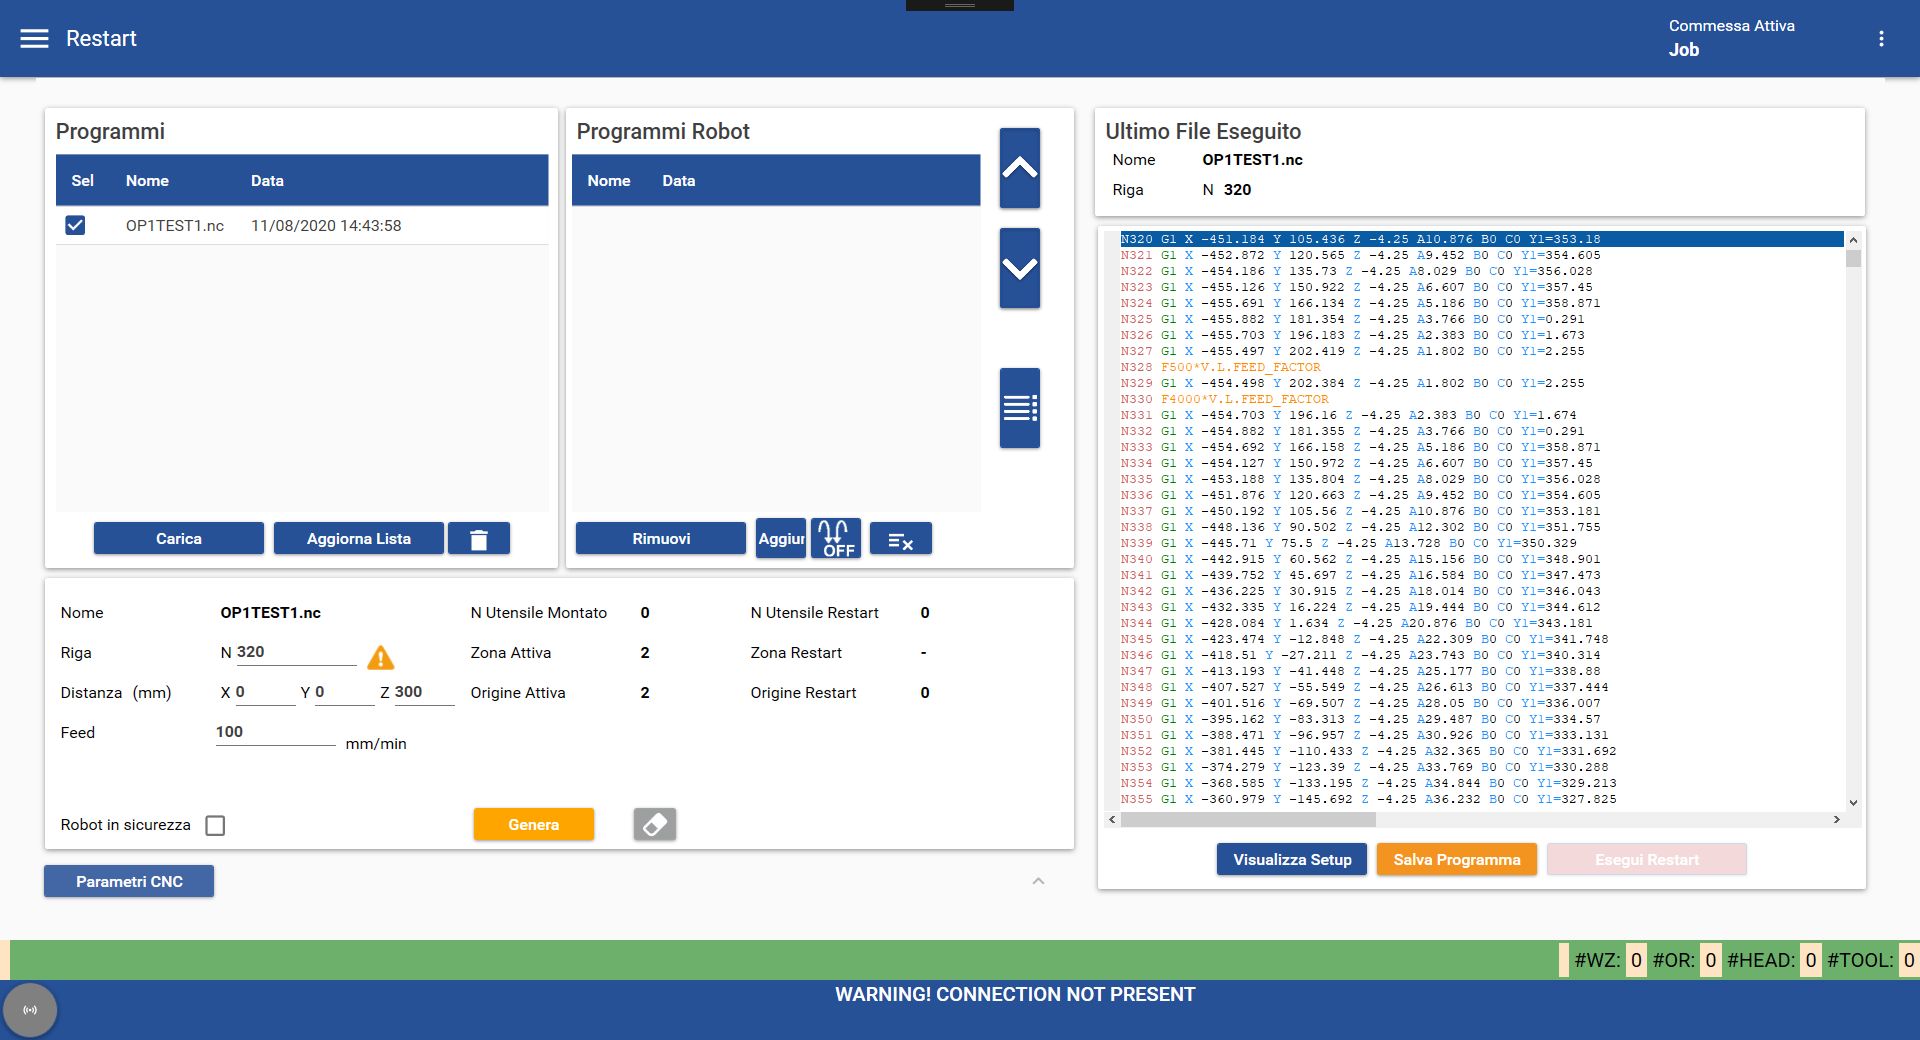 Restart
Commessa Attiva
Job
Programmi
Sel Nome Data
OP1TEST1.nc 11/08/2020 14:43:58
Carica Aggiorna Lista
Programmi Robot
Nome Data
Rimuovi Aggiur OFF
Ultimo File Eseguito
Nome OP1TEST1.nc
Riga N 320
N320 G1 X -451.184 Y 105.436 Z -4.25 A10.876 B0 C0 Y1=353.18
N321 G1 X -452.872 Y 120.565 Z -4.25 A9.452 B0 C0 Y1=354.605
N322 G1 X -454.186 Y 135.73 Z -4.25 A8.029 B0 C0 Y1=356.028
N323 G1 X -455.126 Y 150.922 Z -4.25 A6.607 B0 C0 Y1=357.45
N324 G1 X -455.691 Y 166.134 Z -4.25 A5.186 B0 C0 Y1=358.871
N325 G1 X -455.882 Y 181.354 Z -4.25 A3.766 B0 C0 Y1=0.291
N326 G1 X -455.703 Y 196.183 Z -4.25 A2.383 B0 C0 Y1=1.673
N327 G1 X -455.497 Y 202.419 Z -4.25 A1.802 B0 C0 Y1=2.255
N328 F500*V.L.FEED_FACTOR
N329 G1 X -454.498 Y 202.384 Z -4.25 A1.802 B0 C0 Y1=2.255
N330 F4000*V.L.FEED_FACTOR
N331 G1 X -454.703 Y 196.16 Z -4.25 A2.383 B0 C0 Y1=1.674
N332 G1 X -454.882 Y 181.355 Z -4.25 A3.766 B0 C0 Y1=0.291
N333 G1 X -454.692 Y 166.158 Z -4.25 A5.186 B0 C0 Y1=358.871
N334 G1 X -454.127 Y 150.972 Z -4.25 A6.607 B0 C0 Y1=357.45
N335 G1 X -453.188 Y 135.804 Z -4.25 A8.029 B0 C0 Y1=356.028
N336 G1 X -451.876 Y 120.663 Z -4.25 A9.452 B0 C0 Y1=354.605
N337 G1 X -450.192 Y 105.56 Z -4.25 A10.876 B0 C0 Y1=353.181
N338 G1 X -448.136 Y 90.502 Z -4.25 A12.302 B0 C0 Y1=351.755
N339 G1 X -445.71 Y 75.5 Z -4.25 A13.728 B0 C0 Y1=350.329
N340 G1 X -442.915 Y 60.562 Z -4.25 A15.156 B0 C0 Y1=348.901
N341 G1 X -439.752 Y 45.697 Z -4.25 A16.584 B0 C0 Y1=347.473
N342 G1 X -436.225 Y 30.915 Z -4.25 A18.014 B0 C0 Y1=346.043
N343 G1 X -432.335 Y 16.224 Z -4.25 A19.444 B0 C0 Y1=344.612
N344 G1 X -428.084 Y 1.634 Z -4.25 A20.876 B0 C0 Y1=343.181
N345 G1 X -423.474 Y -12.848 Z -4.25 A22.309 B0 C0 Y1=341.748
N346 G1 X -418.51 Y -27.211 Z -4.25 A23.743 B0 C0 Y1=340.314
N347 G1 X -413.193 Y -41.448 Z -4.25 A25.177 B0 C0 Y1=338.88
N348 G1 X -407.527 Y -55.549 Z -4.25 A26.613 B0 C0 Y1=337.444
N349 G1 X -401.516 Y -69.507 Z -4.25 A28.05 B0 C0 Y1=336.007
N350 G1 X -395.162 Y -83.313 Z -4.25 A29.487 B0 C0 Y1=334.57
N351 G1 X -388.471 Y -96.957 Z -4.25 A30.926 B0 C0 Y1=333.131
N352 G1 X -381.445 Y -110.433 Z -4.25 A32.365 B0 C0 Y1=331.692
N353 G1 X -374.279 Y -123.39 Z -4.25 A33.769 B0 C0 Y1=330.288
N354 G1 X -368.585 Y -133.195 Z -4.25 A34.844 B0 C0 Y1=329.213
N355 G1 X -360.979 Y -145.692 Z -4.25 A36.232 B0 C0 Y1=327.825
Visualizza Setup Salva Programma Esegui Restart
Nome OP1TEST1.nc N Utensile Montato 0 N Utensile Restart 0
Riga N 320 Zona Attiva 2 Zona Restart -
Distanza (mm) X 0 Y 0 Z 300 Origine Attiva 2 Origine Restart 0
Feed 100 mm/min
Robot in sicurezza Genera
Parametri CNC
#WZ: 0 #OR: 0 #HEAD: 0 #TOOL: 0
WARNING! CONNECTION NOT PRESENT